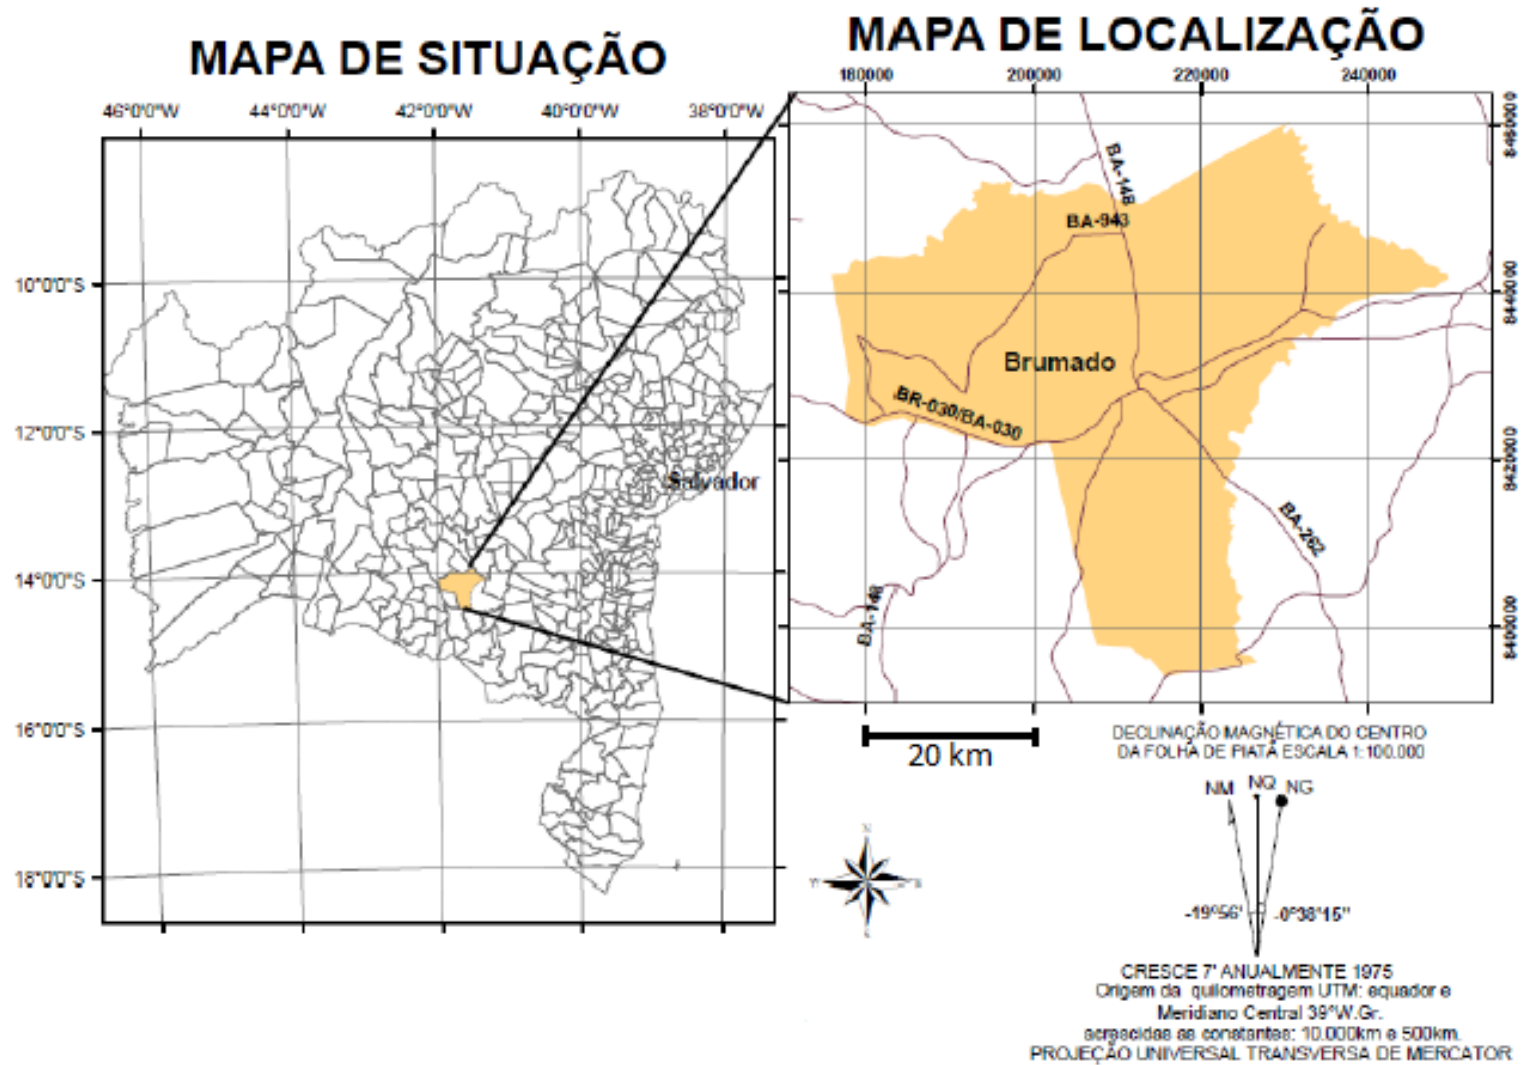 MAPA DE SITUAÇÃO
46°0'0"W 44°0'0"W 42°0'0"W 40°0'0"W 38°0'0"W
10°0'0"S
12°0'0"S
14°0'0"S
16°0'0"S
18°0'0"S
Salvador
MAPA DE LOCALIZAÇÃO
180000 200000 220000 240000
8460000
8440000
8420000
8400000
BA-148
BA-943
Brumado
BR-030/BA-030
BA-262
BA-148
20 km
DECLINAÇÃO MAGNÉTICA DO CENTRO
DA FOLHA DE PIATÃ ESCALA 1:100.000
NM NQ NG
-19°56' -0°38'15"
N
CRESCE 7' ANUALMENTE 1975
Origem da quilometragem UTM: equador e
Meridiano Central 39°W.Gr.
acrescidas as constantes: 10.000km e 500km.
PROJEÇÃO UNIVERSAL TRANSVERSA DE MERCATOR